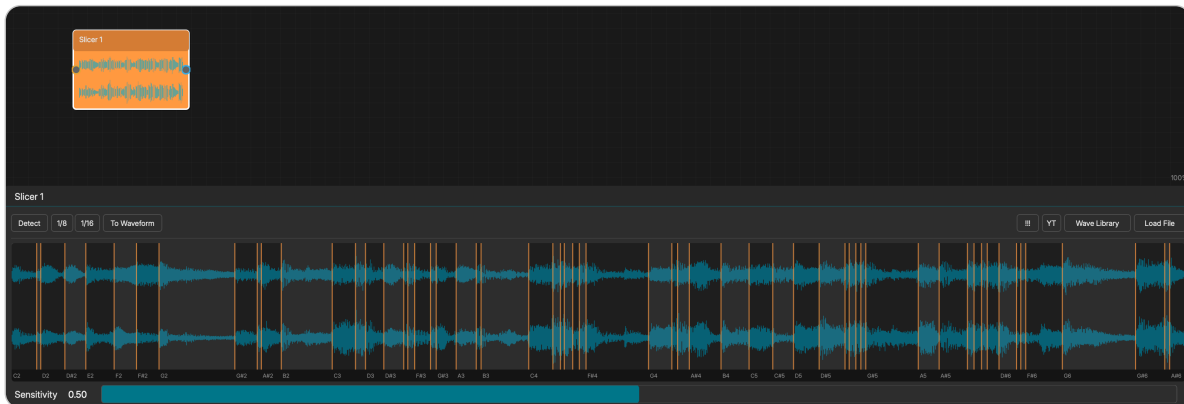 Slicer 1
100%
Slicer 1
Detect 1/8 1/16 To Waveform !!! YT Wave Library Load File
C2 D2 D#2 E2 F2 F#2 G2 G#2 A#2 B2 C3 D3 D#3 F#3 G#3 A3 B3 C4 F#4 G4 A#4 B4 C5 C#5 D5 D#5 G#5 A5 A#5 D#6 F#6 G6 G#6 A#6
Sensitivity 0.50